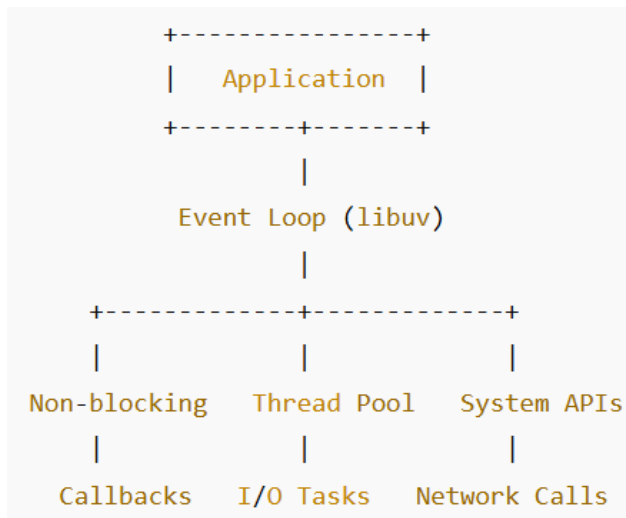 +----------------+
|   Application  |
+--------+-------+
|
Event Loop (libuv)
|
+-------------+-------------+
|             |             |
Non-blocking   Thread Pool   System APIs
|             |             |
Callbacks   I/O Tasks   Network Calls